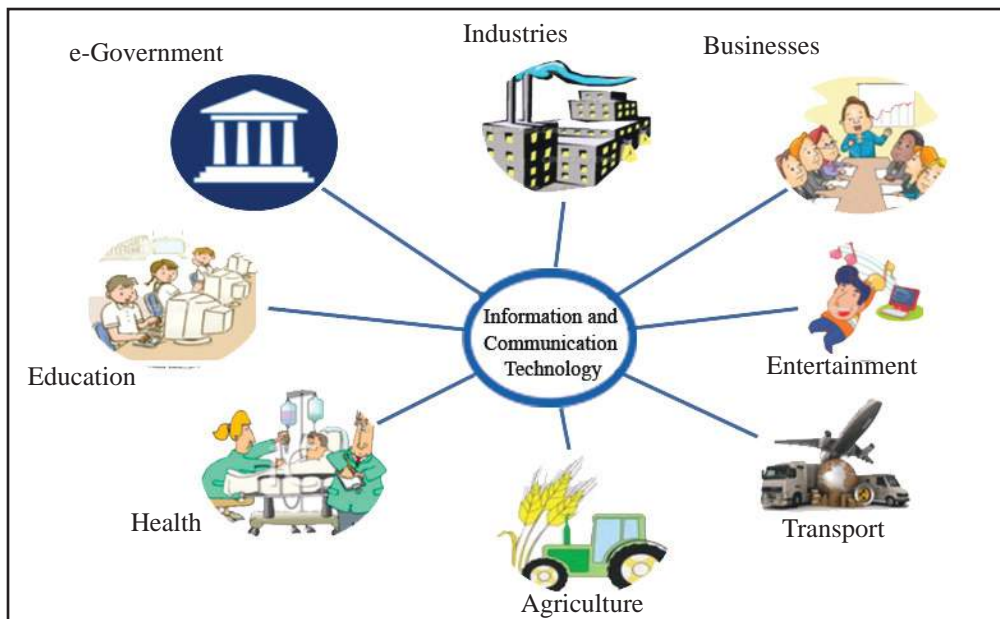 e-Government
Industries
Businesses
Information and
Communication
Technology
Education
Entertainment
Health
Transport
Agriculture